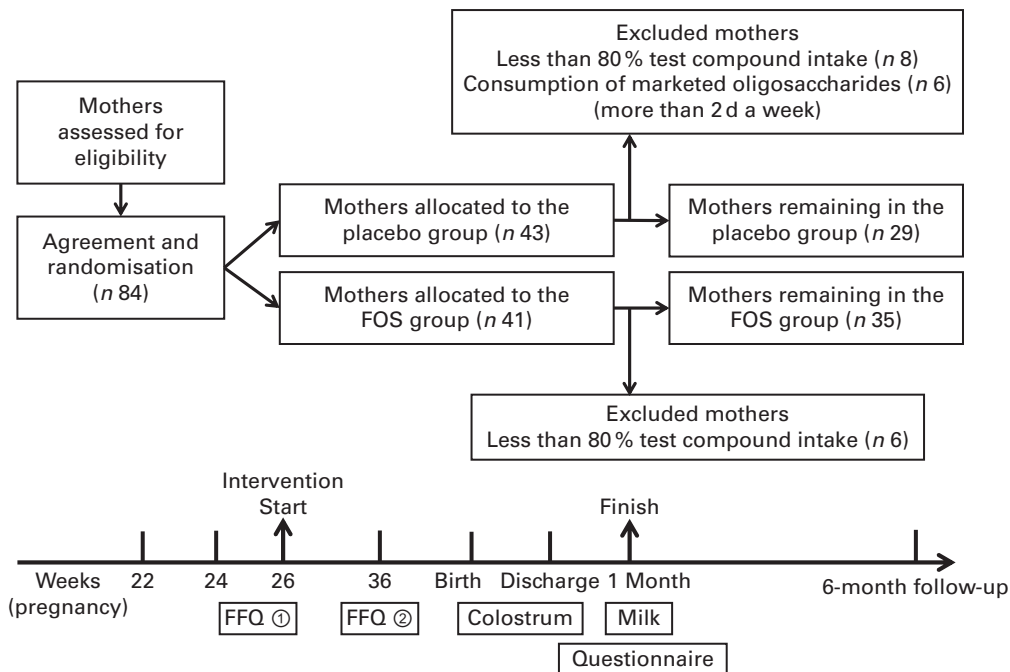 Excluded mothers
Less than 80 % test compound intake (n 8)
Consumption of marketed oligosaccharides (n 6)
(more than 2 d a week)
Mothers
assessed for
eligibility
Agreement and
randomisation
(n 84)
Mothers allocated to the
placebo group (n 43)
Mothers remaining in the
placebo group (n 29)
Mothers allocated to the
FOS group (n 41)
Mothers remaining in the
FOS group (n 35)
Excluded mothers
Less than 80 % test compound intake (n 6)
Intervention
Start
Finish
Weeks
(pregnancy)
22
24
26
36
Birth
Discharge
1 Month
6-month follow-up
FFQ ①
FFQ ②
Colostrum
Milk
Questionnaire